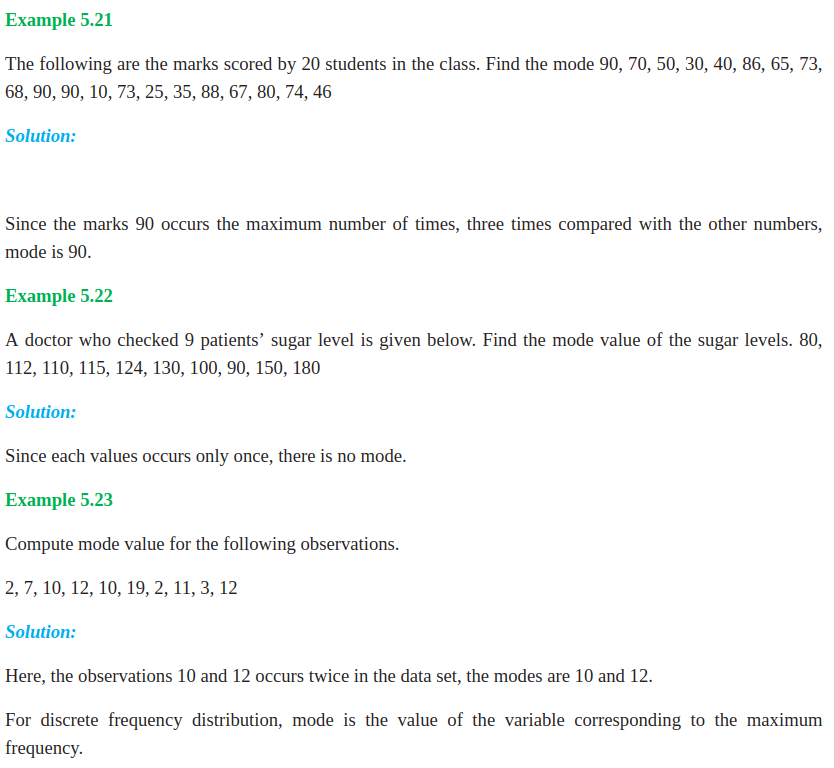 Example 5.21
The following are the marks scored by 20 students in the class. Find the mode 90, 70, 50, 30, 40, 86, 65, 73,
68, 90, 90, 10, 73, 25, 35, 88, 67, 80, 74, 46
Solution:
Since the marks 90 occurs the maximum number of times, three times compared with the other numbers,
mode is 90.
Example 5.22
A doctor who checked 9 patients’ sugar level is given below. Find the mode value of the sugar levels. 80,
112, 110, 115, 124, 130, 100, 90, 150, 180
Solution:
Since each values occurs only once, there is no mode.
Example 5.23
Compute mode value for the following observations.
2, 7, 10, 12, 10, 19, 2, 11, 3, 12
Solution:
Here, the observations 10 and 12 occurs twice in the data set, the modes are 10 and 12.
For discrete frequency distribution, mode is the value of the variable corresponding to the maximum
frequency.